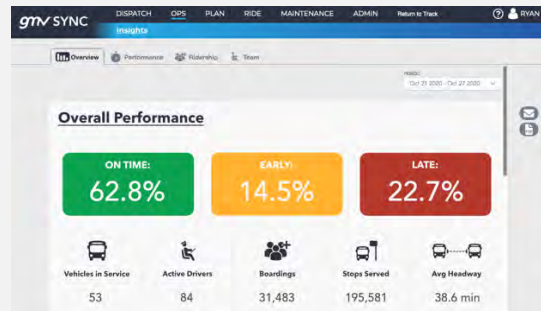 gmv SYNC
DISPATCH OPS PLAN RIDE MAINTENANCE ADMIN Return to Track RYAN
Insights
Overview Performance Ridership Team
Oct 21 2020 - Oct 27 2020
Overall Performance
ON TIME: EARLY: LATE:
62.8% 14.5% 22.7%
Vehicles in Service Active Drivers Boardings Stops Served Avg Headway
53 84 31,483 195,581 38.6 min